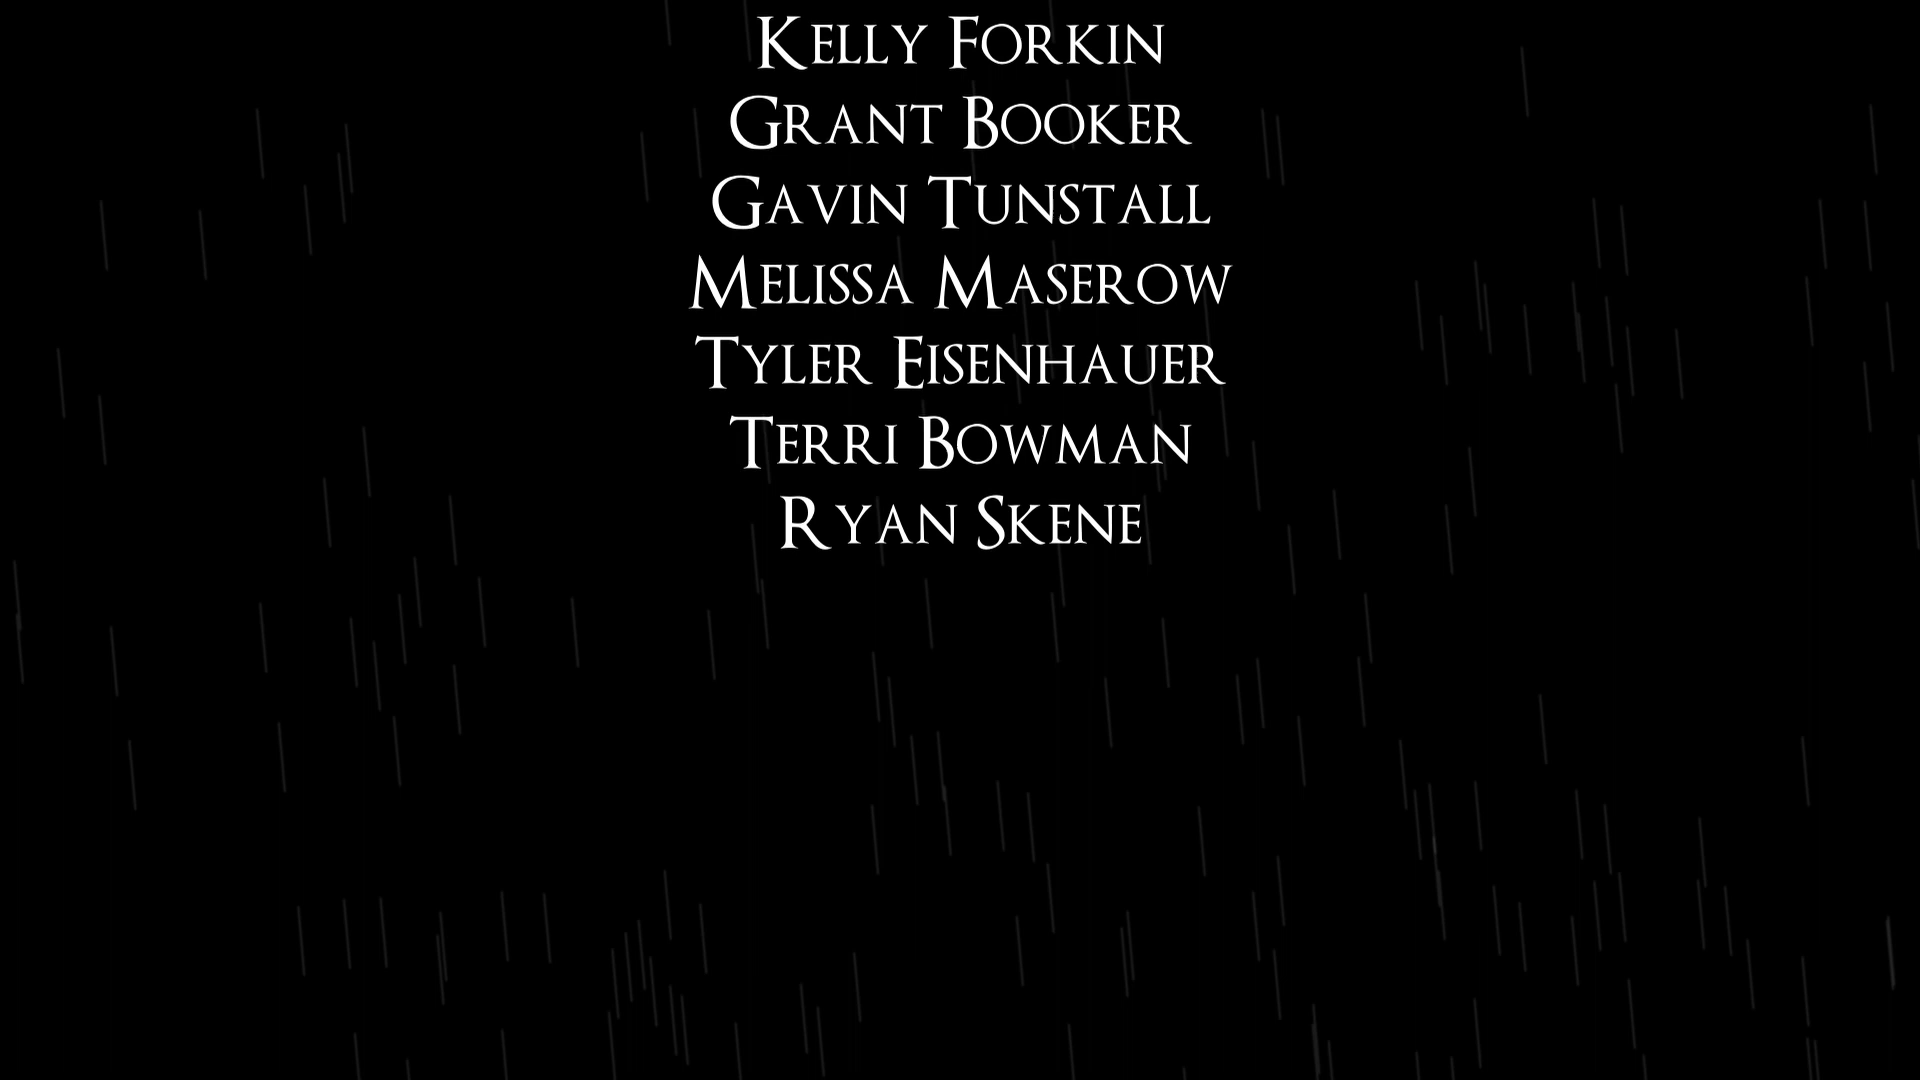 Kelly Forkin
Grant Booker
Gavin Tunstall
Melissa Maserow
Tyler Eisenhauer
Terri Bowman
Ryan Skene